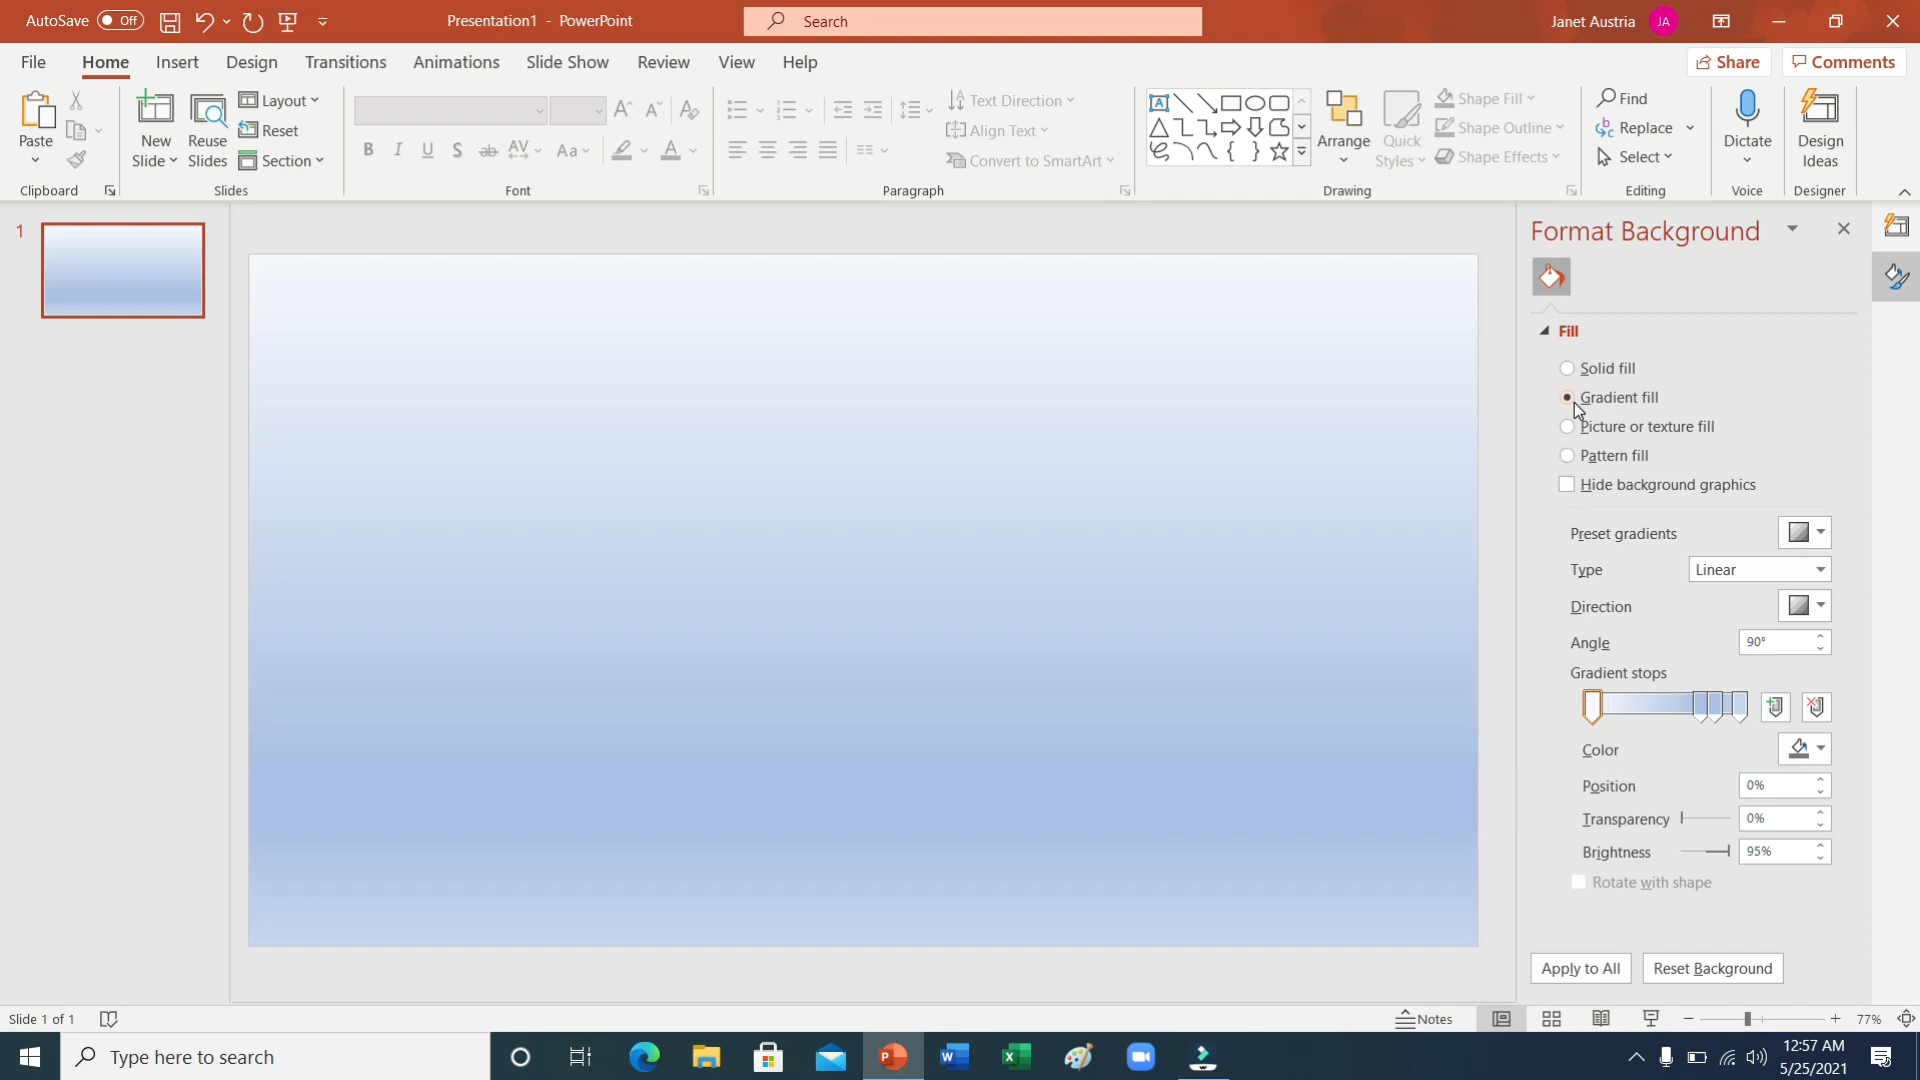 AutoSave Off Presentation1 - PowerPoint Search Janet Austria JA
File Home Insert Design Transitions Animations Slide Show Review View Help Share Comments
Paste
New Slide
Reuse Slides
Layout
Reset
Section
B I U S ab AV Aa A
A A A
Text Direction
Align Text
Convert to SmartArt
A
Arrange
Quick Styles
Shape Fill
Shape Outline
Shape Effects
Find
Replace
Select
Dictate
Design Ideas
Clipboard Slides Font Paragraph Drawing Editing Voice Designer
1
Format Background
Fill
Solid fill
Gradient fill
Picture or texture fill
Pattern fill
Hide background graphics
Preset gradients
Type Linear
Direction
Angle 90°
Gradient stops
Color
Position 0%
Transparency 0%
Brightness 95%
Rotate with shape
Apply to All Reset Background
Slide 1 of 1 Notes 77%
Type here to search
12:57 AM
5/25/2021